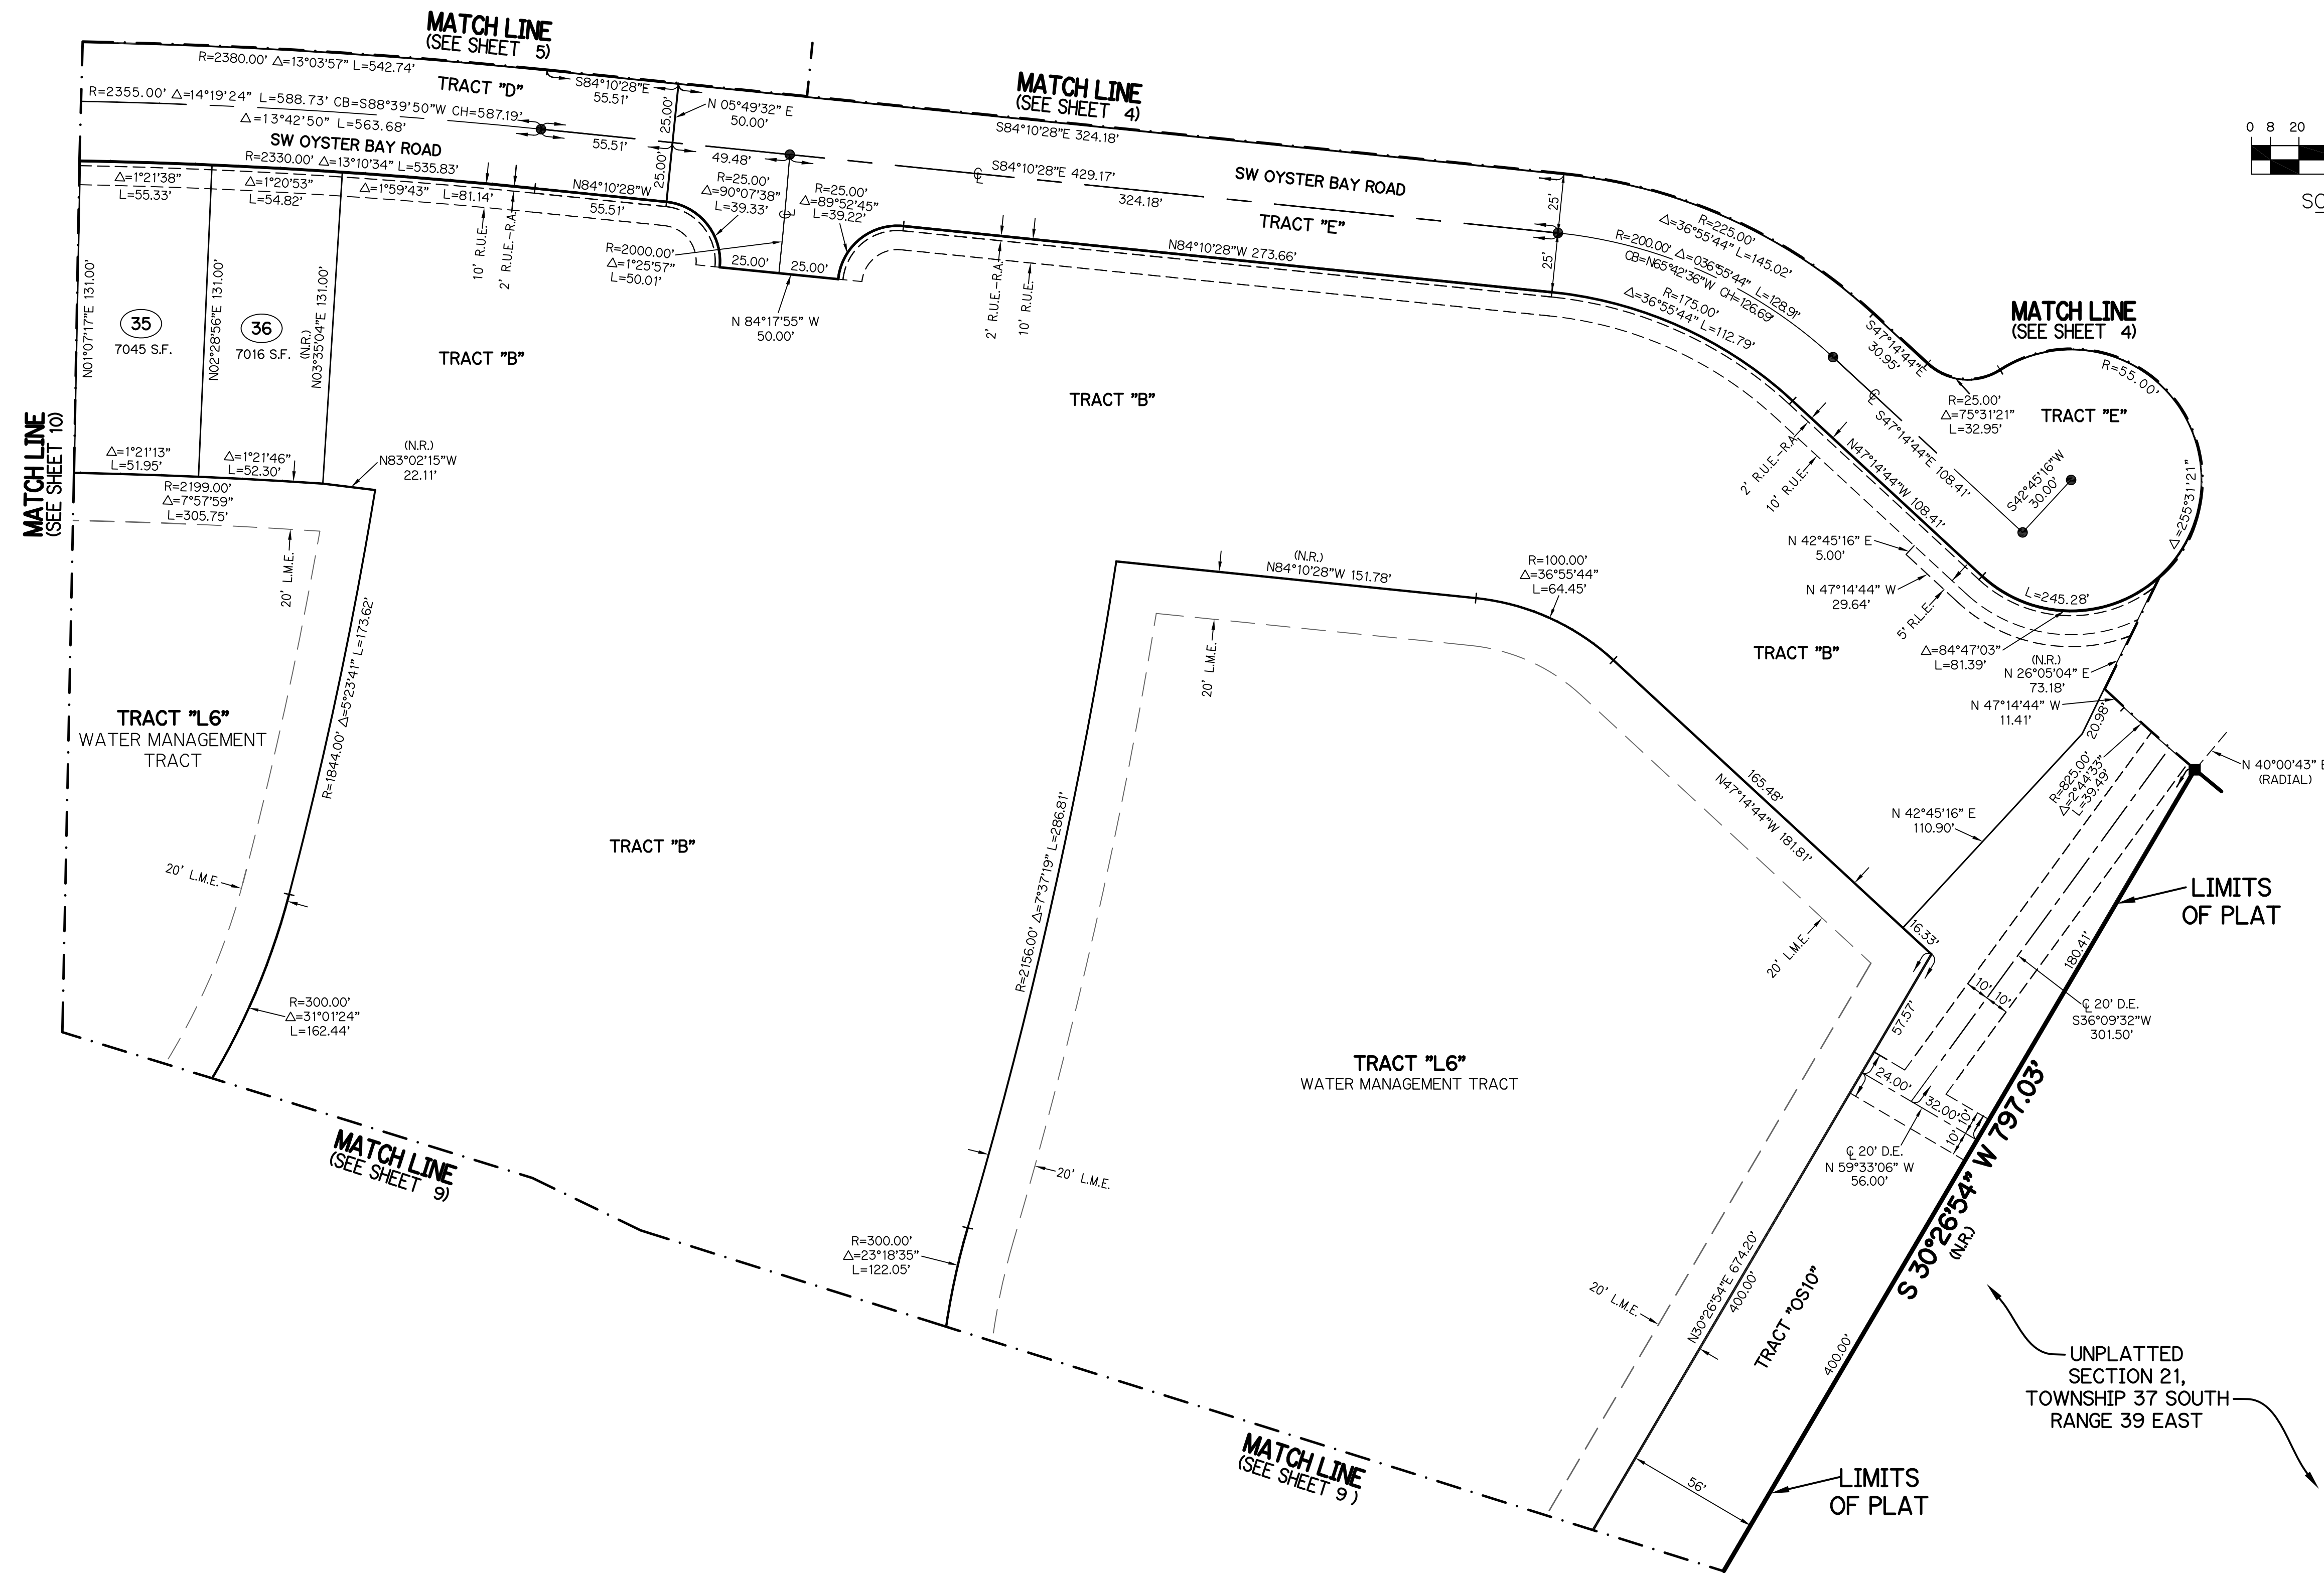 MATCH LINE
(SEE SHEET 5)
R=2380.00' △=13°03'57" L=542.74'
TRACT "D"
S84°10'28"E
55.51'
R=2355.00' △=14°19'24" L=588.73' CB=S88°39'50"W CH=587.19'
△=13°42'50" L=563.68'
SW OYSTER BAY ROAD
R=2330.00' △=13°10'34" L=535.83'
25.00'
25.00'
55.51'
N 05°49'32" E
50.00'
MATCH LINE
(SEE SHEET 4)
S84°10'28"E 324.18'
49.48'
S84°10'28"E 429.17'
324.18'
SW OYSTER BAY ROAD
TRACT "E"
△=1°21'38"
L=55.33'
△=1°20'53"
L=54.82'
△=1°59'43"
L=81.14'
N84°10'28"W
55.51'
10' R.U.E.
2' R.U.E.-R.A.
R=25.00'
△=90°07'38"
L=39.33'
R=25.00'
△=89°52'45"
L=39.22'
℄
℄
R=2000.00'
△=1°25'57"
L=50.01'
25.00'
25.00'
N 84°17'55" W
50.00'
2' R.U.E.-R.A.
10' R.U.E.
N84°10'28"W 273.66'
25'
25'
R=225.00'
△=36°55'44" L=145.02'
R=200.00' △=036°55'44" L=128.91'
CB=N65°42'36"W CH=126.69'
R=175.00'
△=36°55'44" L=112.79'
S47°14'44"E
30.95'
MATCH LINE
(SEE SHEET 4)
R=55.00'
R=25.00'
△=75°31'21"
L=32.95'
TRACT "E"
℄
S47°14'44"E 108.41'
S42°45'16"W
30.00'
△=255°31'21"
L=245.28'
N47°14'44"W 108.41'
2' R.U.E.-R.A.
10' R.U.E.
N 42°45'16" E
5.00'
N 47°14'44" W
29.64'
5' R.L.E.
△=84°47'03"
L=81.39'
(N.R.)
N 26°05'04" E
73.18'
N 47°14'44" W
11.41'
20.98'
R=825.00'
△=2°44'33"
L=39.49'
N 40°00'43" E
(RADIAL)
0 8 20
N01°07'17"E 131.00'
35
7045 S.F.
N02°28'56"E 131.00'
36
7016 S.F.
(N.R.)
N03°35'04"E 131.00'
TRACT "B"
TRACT "B"
MATCH LINE
(SEE SHEET 10)
△=1°21'13"
L=51.95'
△=1°21'46"
L=52.30'
(N.R.)
N83°02'15"W
22.11'
R=2199.00'
△=7°57'59"
L=305.75'
20' L.M.E.
R=1844.00' △=5°23'41" L=173.62'
TRACT "L6"
WATER MANAGEMENT
TRACT
20' L.M.E.
R=300.00'
△=31°01'24"
L=162.44'
TRACT "B"
(N.R.)
N84°10'28"W 151.78'
R=100.00'
△=36°55'44"
L=64.45'
20' L.M.E.
TRACT "B"
165.48'
N47°14'44"W 181.81'
N 42°45'16" E
110.90'
16.33'
20' L.M.E.
R=2156.00' △=7°37'19" L=286.81'
57.57'
10' 10'
180.41'
LIMITS
OF PLAT
℄ 20' D.E.
S36°09'32"W
301.50'
24.00'
32.00'
10'
10'
℄ 20' D.E.
N 59°33'06" W
56.00'
S 30°26'54" W 797.03'
(N.R.)
TRACT "L6"
WATER MANAGEMENT TRACT
MATCH LINE
(SEE SHEET 9)
20' L.M.E.
R=300.00'
△=23°18'35"
L=122.05'
20' L.M.E.
N30°26'54"E 674.20'
400.00'
TRACT "OS10"
400.00'
56'
UNPLATTED
SECTION 21,
TOWNSHIP 37 SOUTH
RANGE 39 EAST
LIMITS
OF PLAT
MATCH LINE
(SEE SHEET 9 )